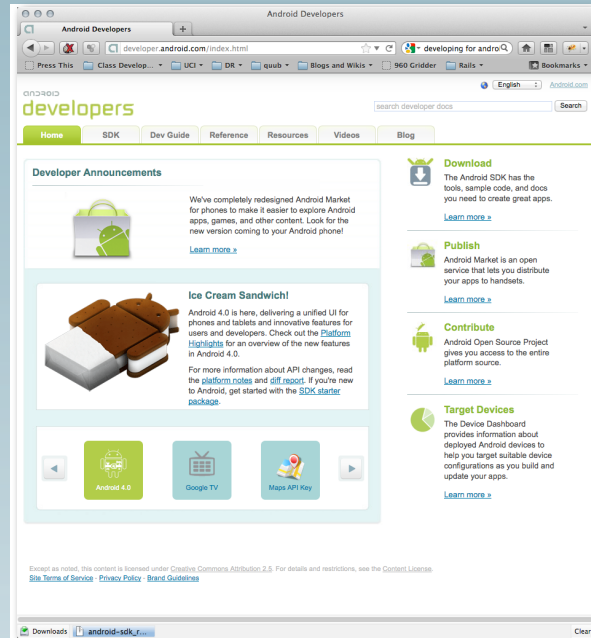 Android Developers
Android Developers
developer.android.com/index.html
developing for andro
Press This
Class Develop...
UCI
DR
quub
Blogs and Wikis
960 Gridder
Rails
Bookmarks
English
Android.com
android
developers
search developer docs
Search
Home
SDK
Dev Guide
Reference
Resources
Videos
Blog
Developer Announcements
We've completely redesigned Android Market
for phones to make it easier to explore Android
apps, games, and other content. Look for the
new version coming to your Android phone!
Learn more »
Ice Cream Sandwich!
Android 4.0 is here, delivering a unified UI for
phones and tablets and innovative features for
users and developers. Check out the Platform
Highlights for an overview of the new features
in Android 4.0.
For more information about API changes, read
the platform notes and diff report. If you're new
to Android, get started with the SDK starter
package.
Android 4.0
Google TV
Maps API Key
Download
The Android SDK has the
tools, sample code, and docs
you need to create great apps.
Learn more »
Publish
Android Market is an open
service that lets you distribute
your apps to handsets.
Learn more »
Contribute
Android Open Source Project
gives you access to the entire
platform source.
Learn more »
Target Devices
The Device Dashboard
provides information about
deployed Android devices to
help you target suitable device
configurations as you build and
update your apps.
Learn more »
Except as noted, this content is licensed under Creative Commons Attribution 2.5. For details and restrictions, see the Content License.
Site Terms of Service - Privacy Policy - Brand Guidelines
Downloads
android-sdk_r...
Clear